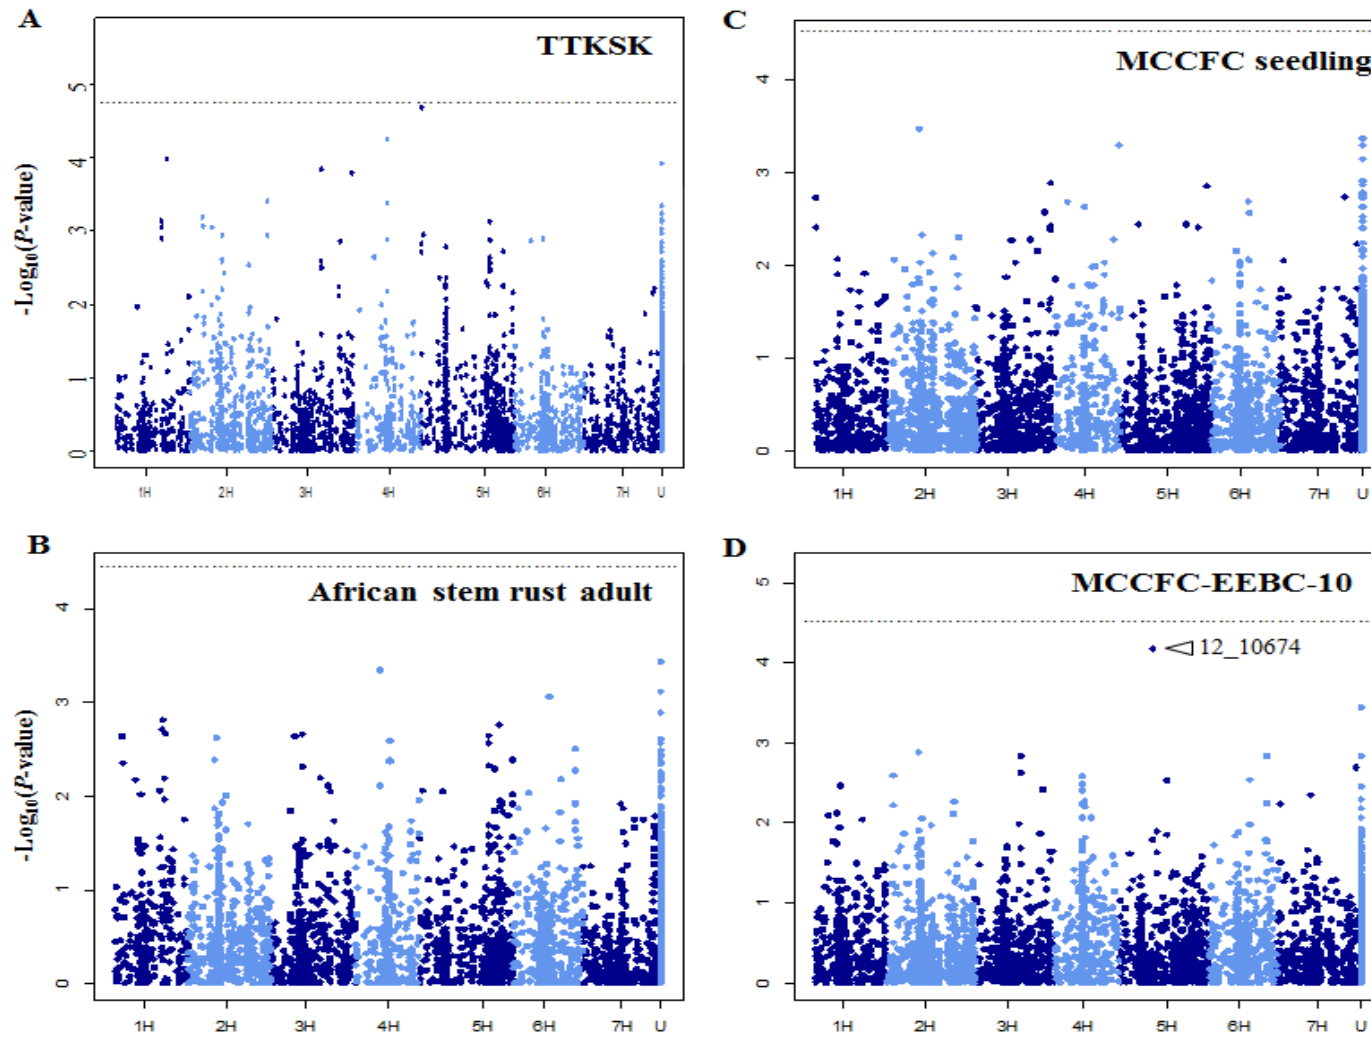 A
TTKSK
-Log10(P-value)
5
4
3
2
1
0
1H 2H 3H 4H 5H 6H 7H U
C
MCCFC seedling
4
3
2
1
0
1H 2H 3H 4H 5H 6H 7H U
B
African stem rust adult
-Log10(P-value)
4
3
2
1
0
1H 2H 3H 4H 5H 6H 7H U
D
MCCFC-EEBC-10
12_10674
5
4
3
2
1
0
1H 2H 3H 4H 5H 6H 7H U